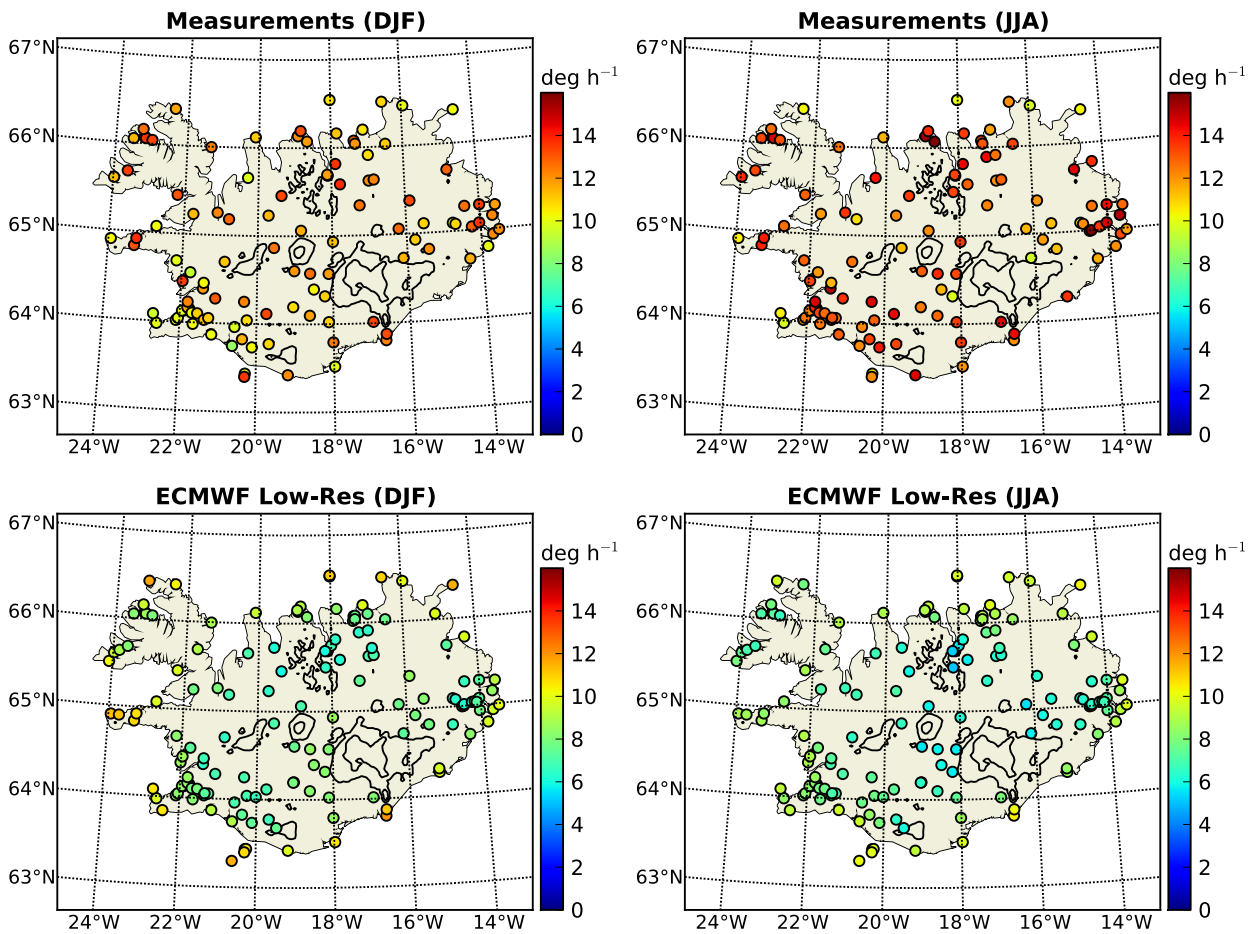 Measurements (DJF)
67°N
66°N
65°N
64°N
63°N
24°W 22°W 20°W 18°W 16°W 14°W
deg h⁻¹
14
12
10
8
6
4
2
0
Measurements (JJA)
67°N
66°N
65°N
64°N
63°N
24°W 22°W 20°W 18°W 16°W 14°W
deg h⁻¹
14
12
10
8
6
4
2
0
ECMWF Low-Res (DJF)
67°N
66°N
65°N
64°N
63°N
24°W 22°W 20°W 18°W 16°W 14°W
deg h⁻¹
14
12
10
8
6
4
2
0
ECMWF Low-Res (JJA)
67°N
66°N
65°N
64°N
63°N
24°W 22°W 20°W 18°W 16°W 14°W
deg h⁻¹
14
12
10
8
6
4
2
0